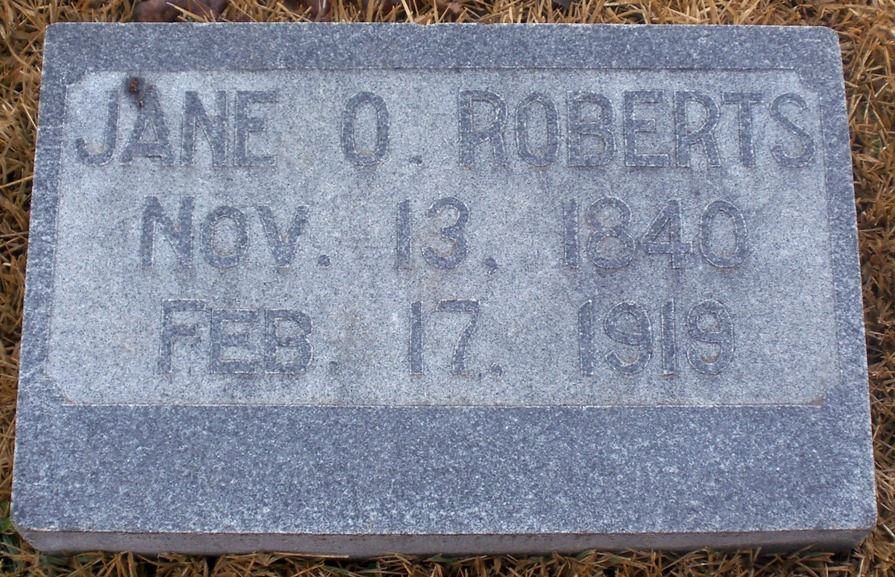 JANE O. ROBERTS
NOV. 13, 1840
FEB. 17, 1919